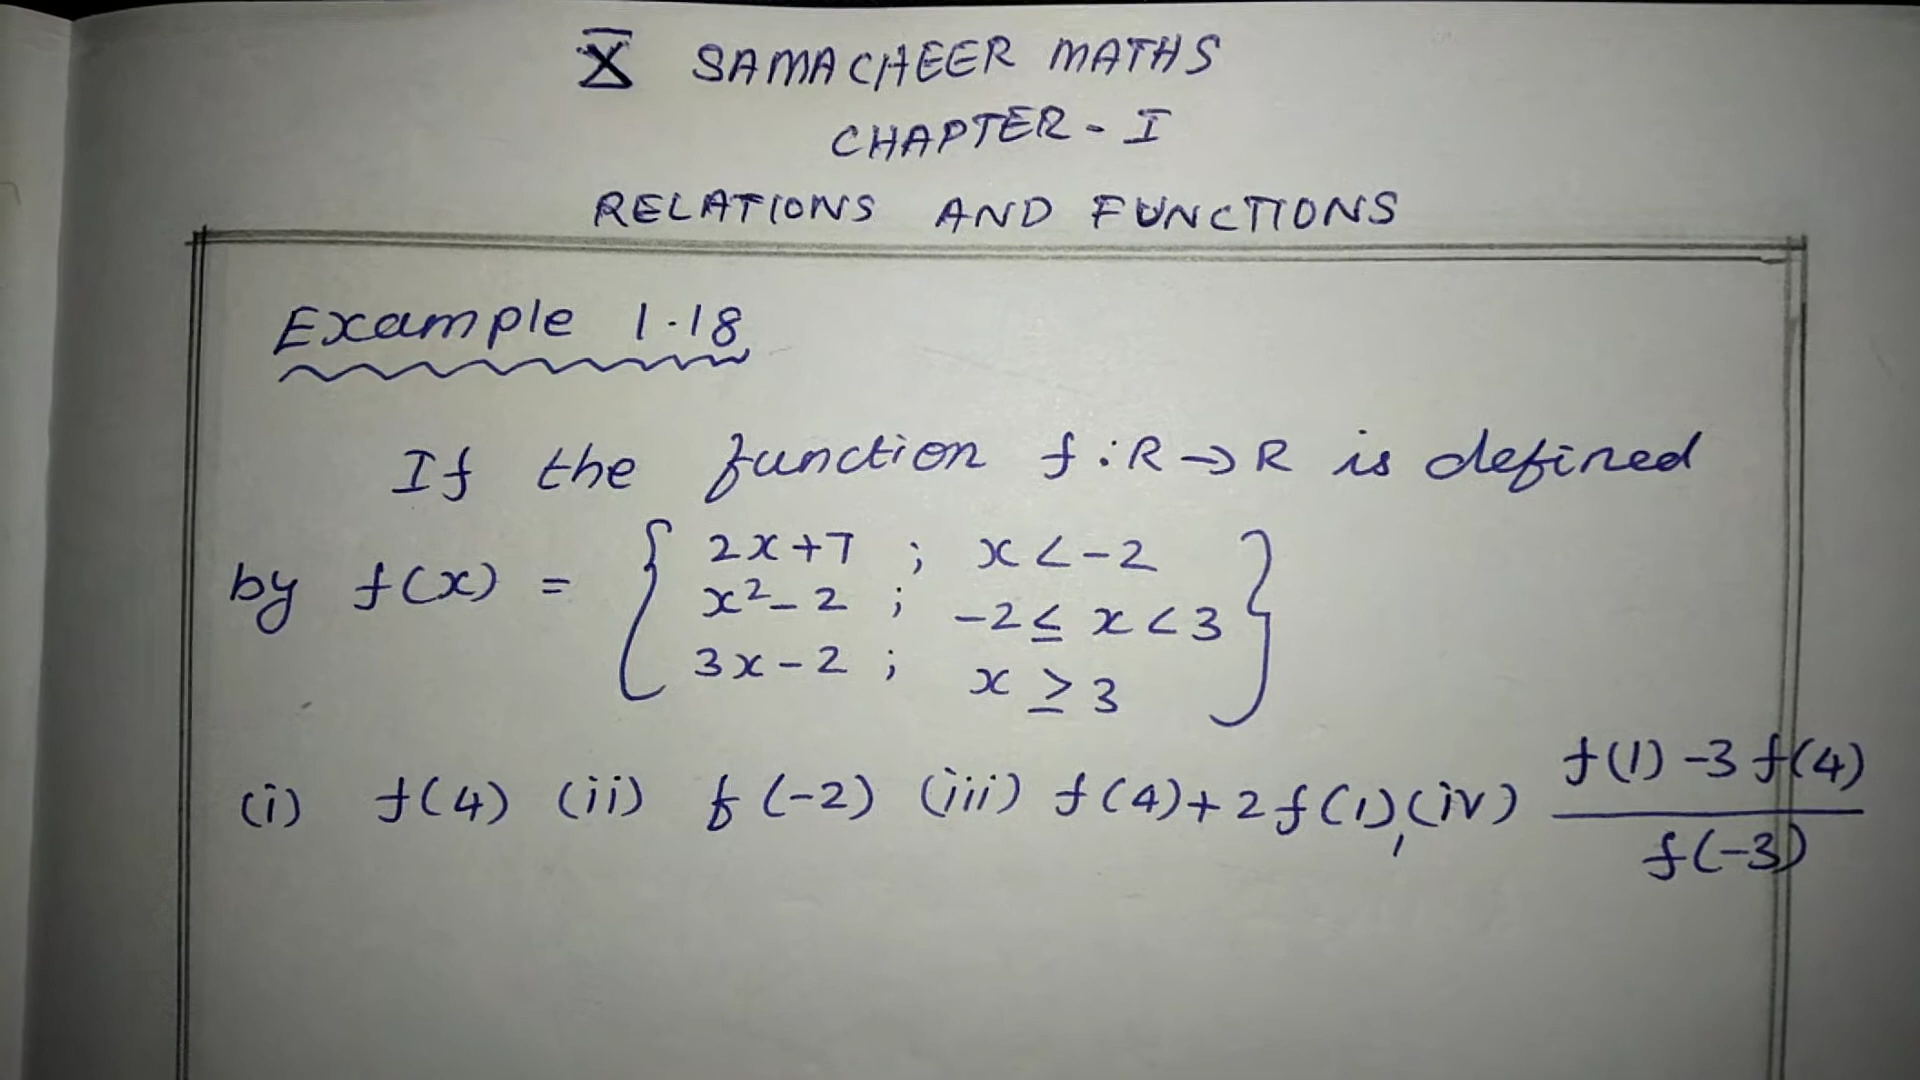 X SAMACHEER MATHS
CHAPTER - I
RELATIONS AND FUNCTIONS
Example 1.18
If the function f : R → R is defined
by f(x) = { 2x+7 ; x < -2
x² - 2 ; -2 ≤ x < 3
3x - 2 ; x ≥ 3 }
(i) f(4) (ii) f(-2) (iii) f(4) + 2f(1), (iv) f(1) - 3f(4) / f(-3)